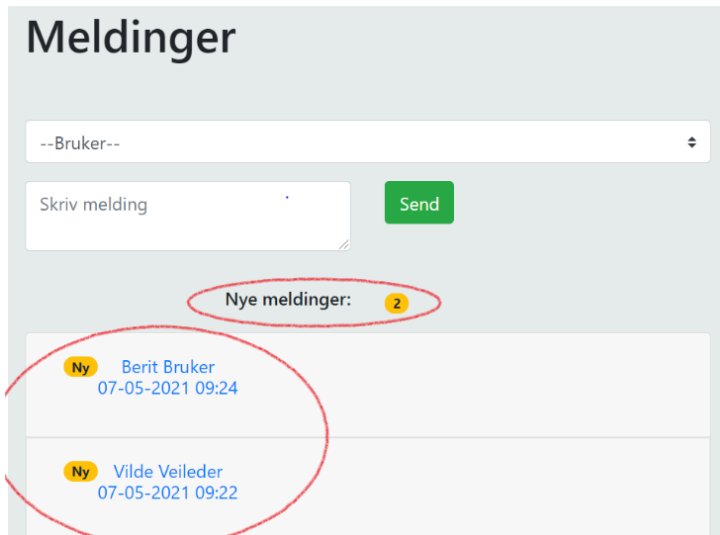 Meldinger
--Bruker--
Skriv melding
Send
Nye meldinger: 2
Ny Berit Bruker
07-05-2021 09:24
Ny Vilde Veileder
07-05-2021 09:22